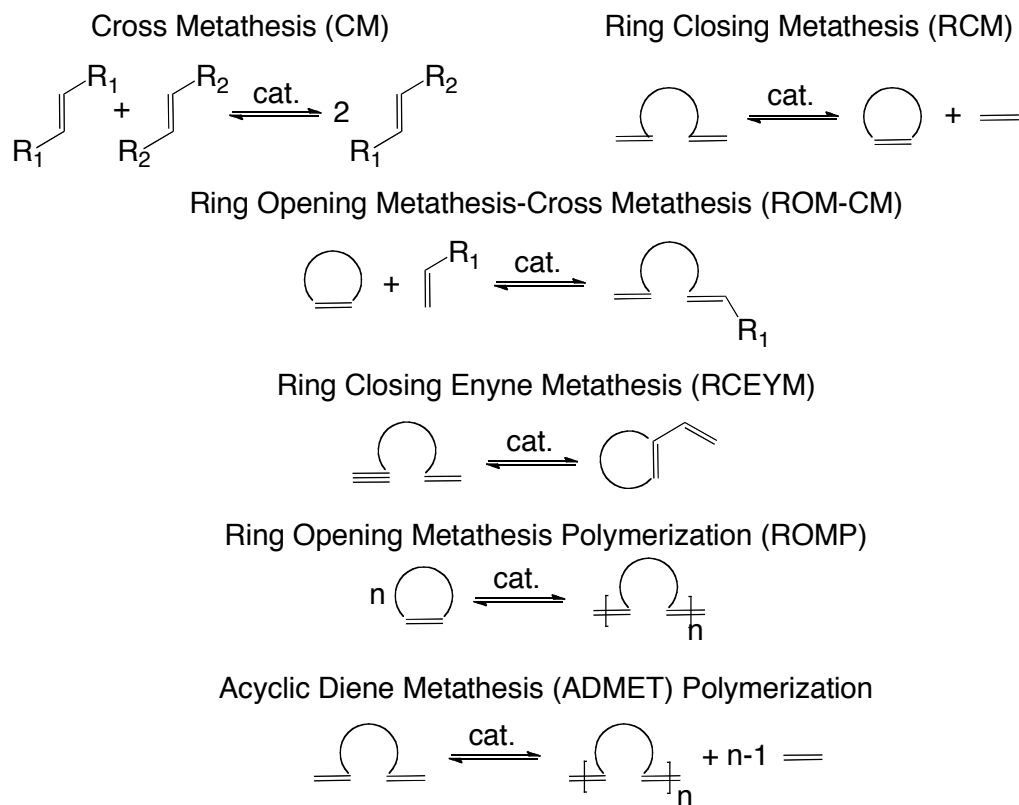 Cross Metathesis (CM)
R1 + R2 cat. 2 R2
R1 R2 R1
Ring Closing Metathesis (RCM)
cat. +
Ring Opening Metathesis-Cross Metathesis (ROM-CM)
+ R1 cat.
R1
Ring Closing Enyne Metathesis (RCEYM)
cat.
Ring Opening Metathesis Polymerization (ROMP)
n cat. n
Acyclic Diene Metathesis (ADMET) Polymerization
cat. n + n-1